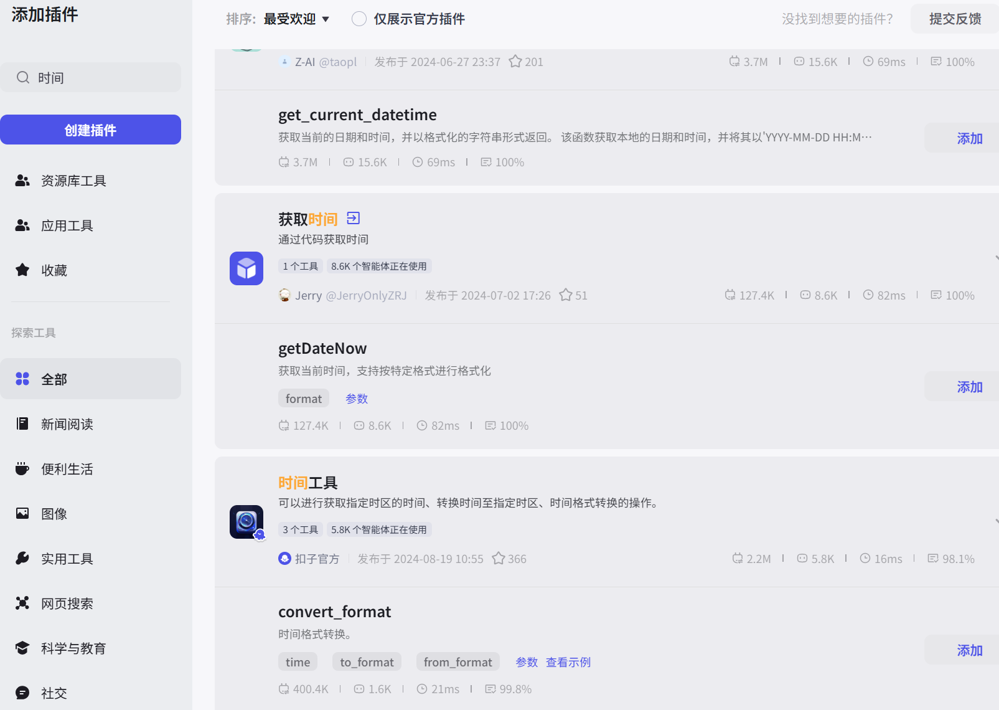 添加插件
时间
创建插件
资源库工具
应用工具
收藏
探索工具
全部
新闻阅读
便利生活
图像
实用工具
网页搜索
科学与教育
社交
排序: 最受欢迎 仅展示官方插件 没找到想要的插件? 提交反馈
Z-AI @taopl 发布于 2024-06-27 23:37 201 3.7M 15.6K 69ms 100%
get_current_datetime
获取当前的日期和时间，并以格式化的字符串形式返回。 该函数获取本地的日期和时间，并将其以'YYYY-MM-DD HH:M…
添加
3.7M 15.6K 69ms 100%
获取时间
通过代码获取时间
1 个工具 8.6K 个智能体正在使用
Jerry @JerryOnlyZRJ 发布于 2024-07-02 17:26 51 127.4K 8.6K 82ms 100%
getDateNow
获取当前时间，支持按特定格式进行格式化
添加
format 参数
127.4K 8.6K 82ms 100%
时间工具
可以进行获取指定时区的时间、转换时间至指定时区、时间格式转换的操作。
3 个工具 5.8K 个智能体正在使用
扣子官方 发布于 2024-08-19 10:55 366 2.2M 5.8K 16ms 98.1%
convert_format
时间格式转换。
添加
time to_format from_format 参数 查看示例
400.4K 1.6K 21ms 99.8%